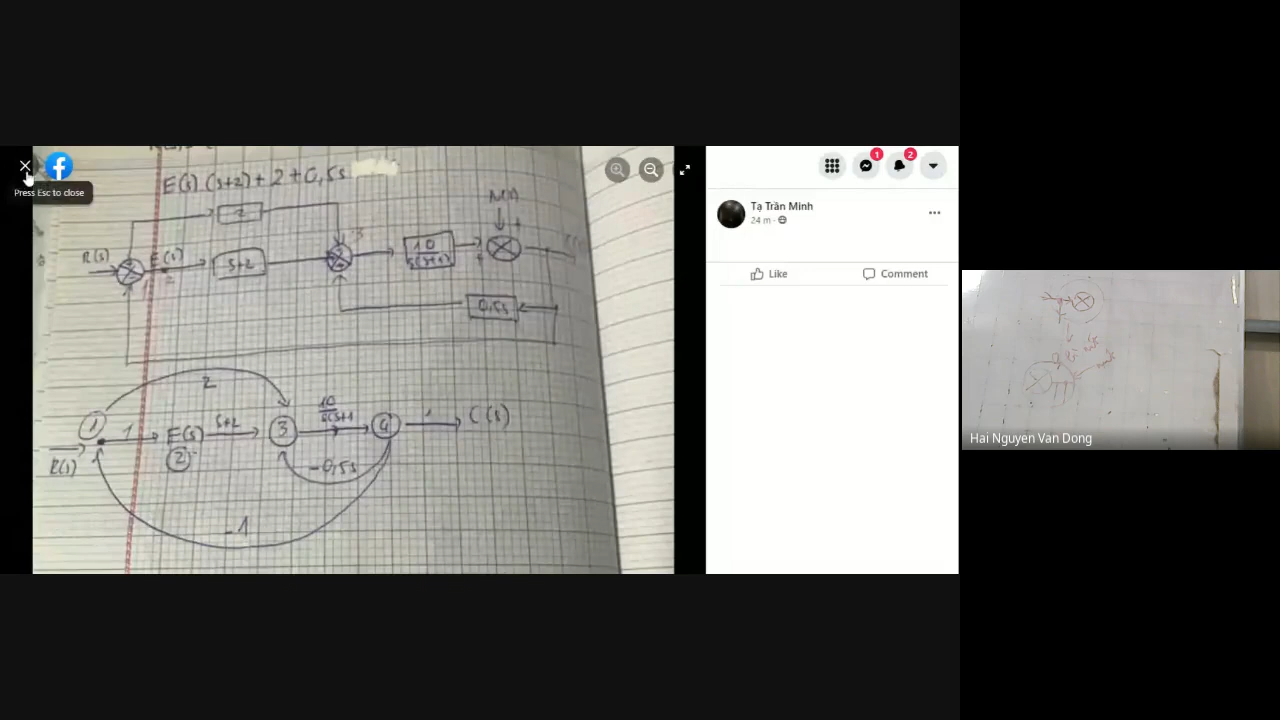 Press Esc to close
E(s) (s+2) + 2 + 0,5s
N(s)
2
R(s)
E(s)
2
s+2
10
+
0,5s
2
1
1
s+2
10
1
C(s)
R(s)
E(s)
2
3
4
-0,5s
-1
1
2
Tạ Trần Minh
24 m ·
Like
Comment
Hai Nguyen Van Dong